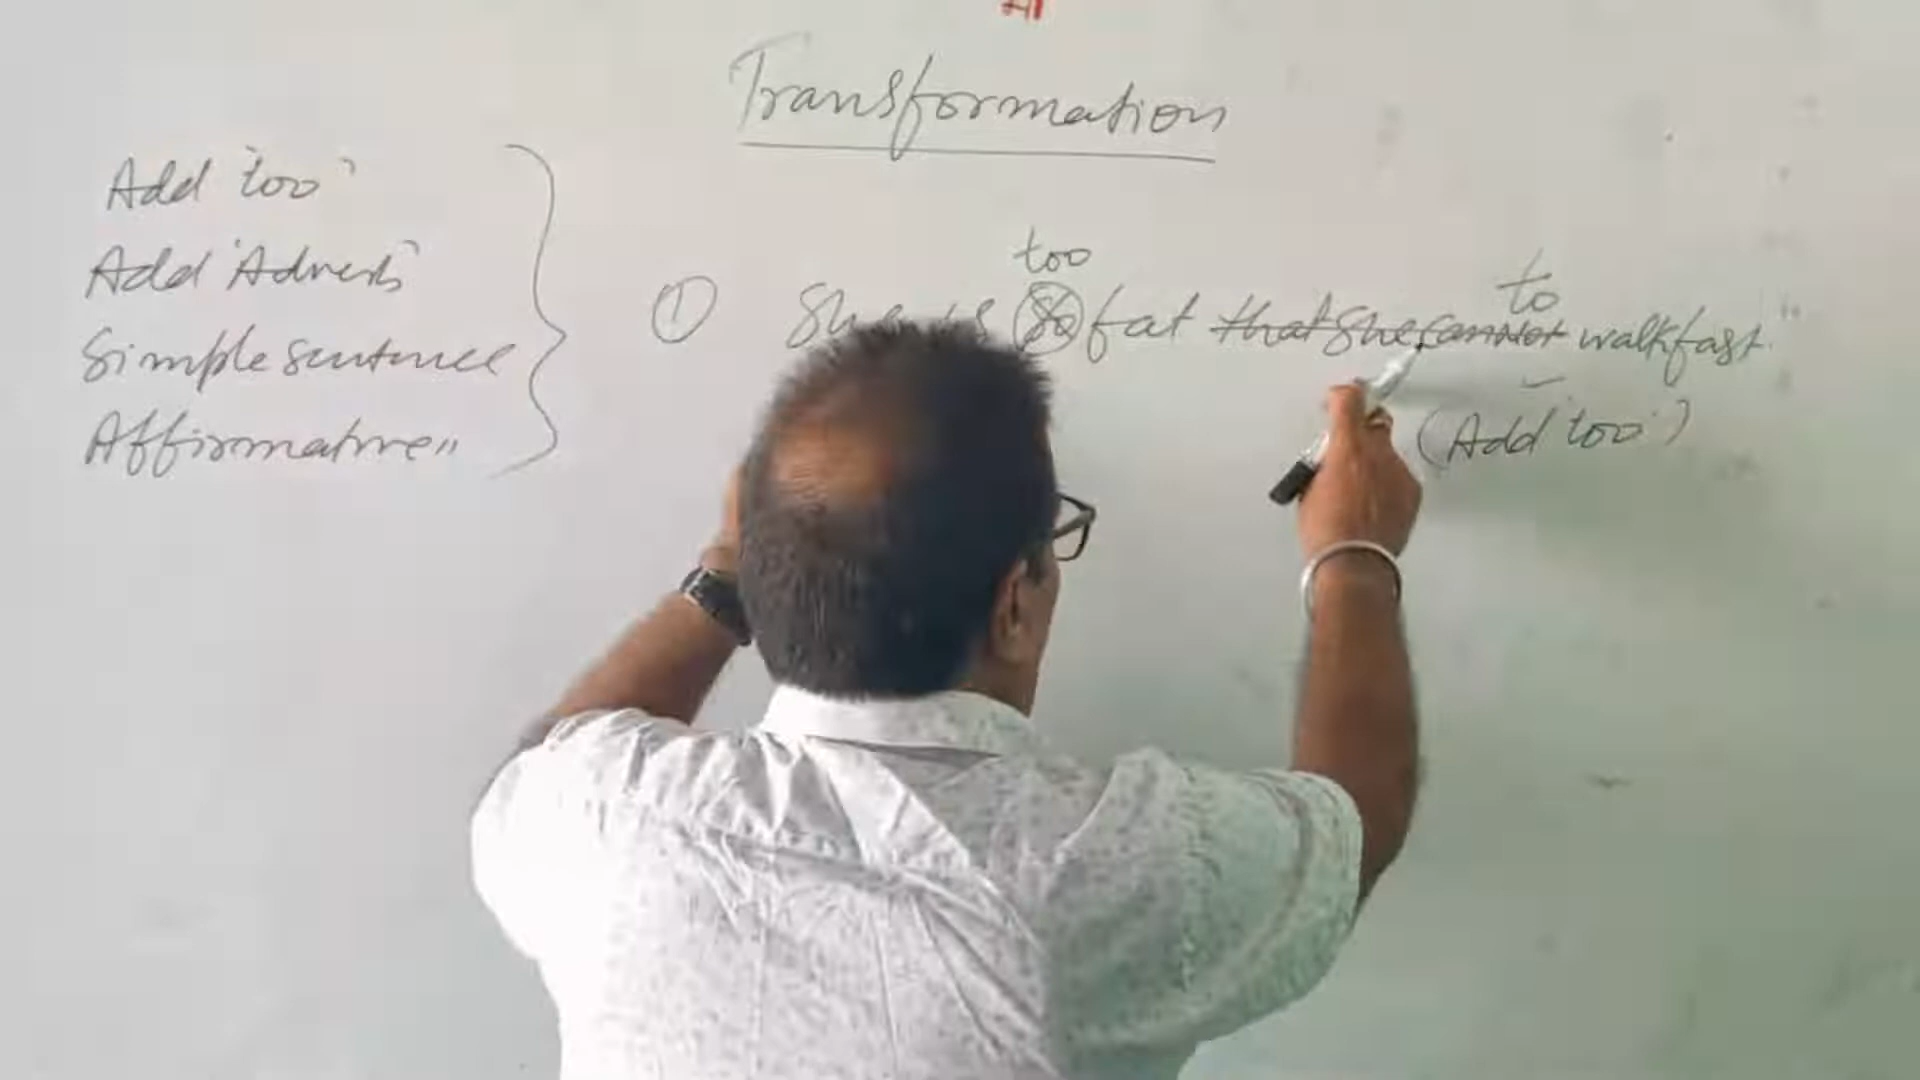 मा
Transformation
Add 'too'
Add 'Adverb'
Simple sentence
Affirmative "
too
to
① She is so fat that she cannot walk fast.
(Add 'too')